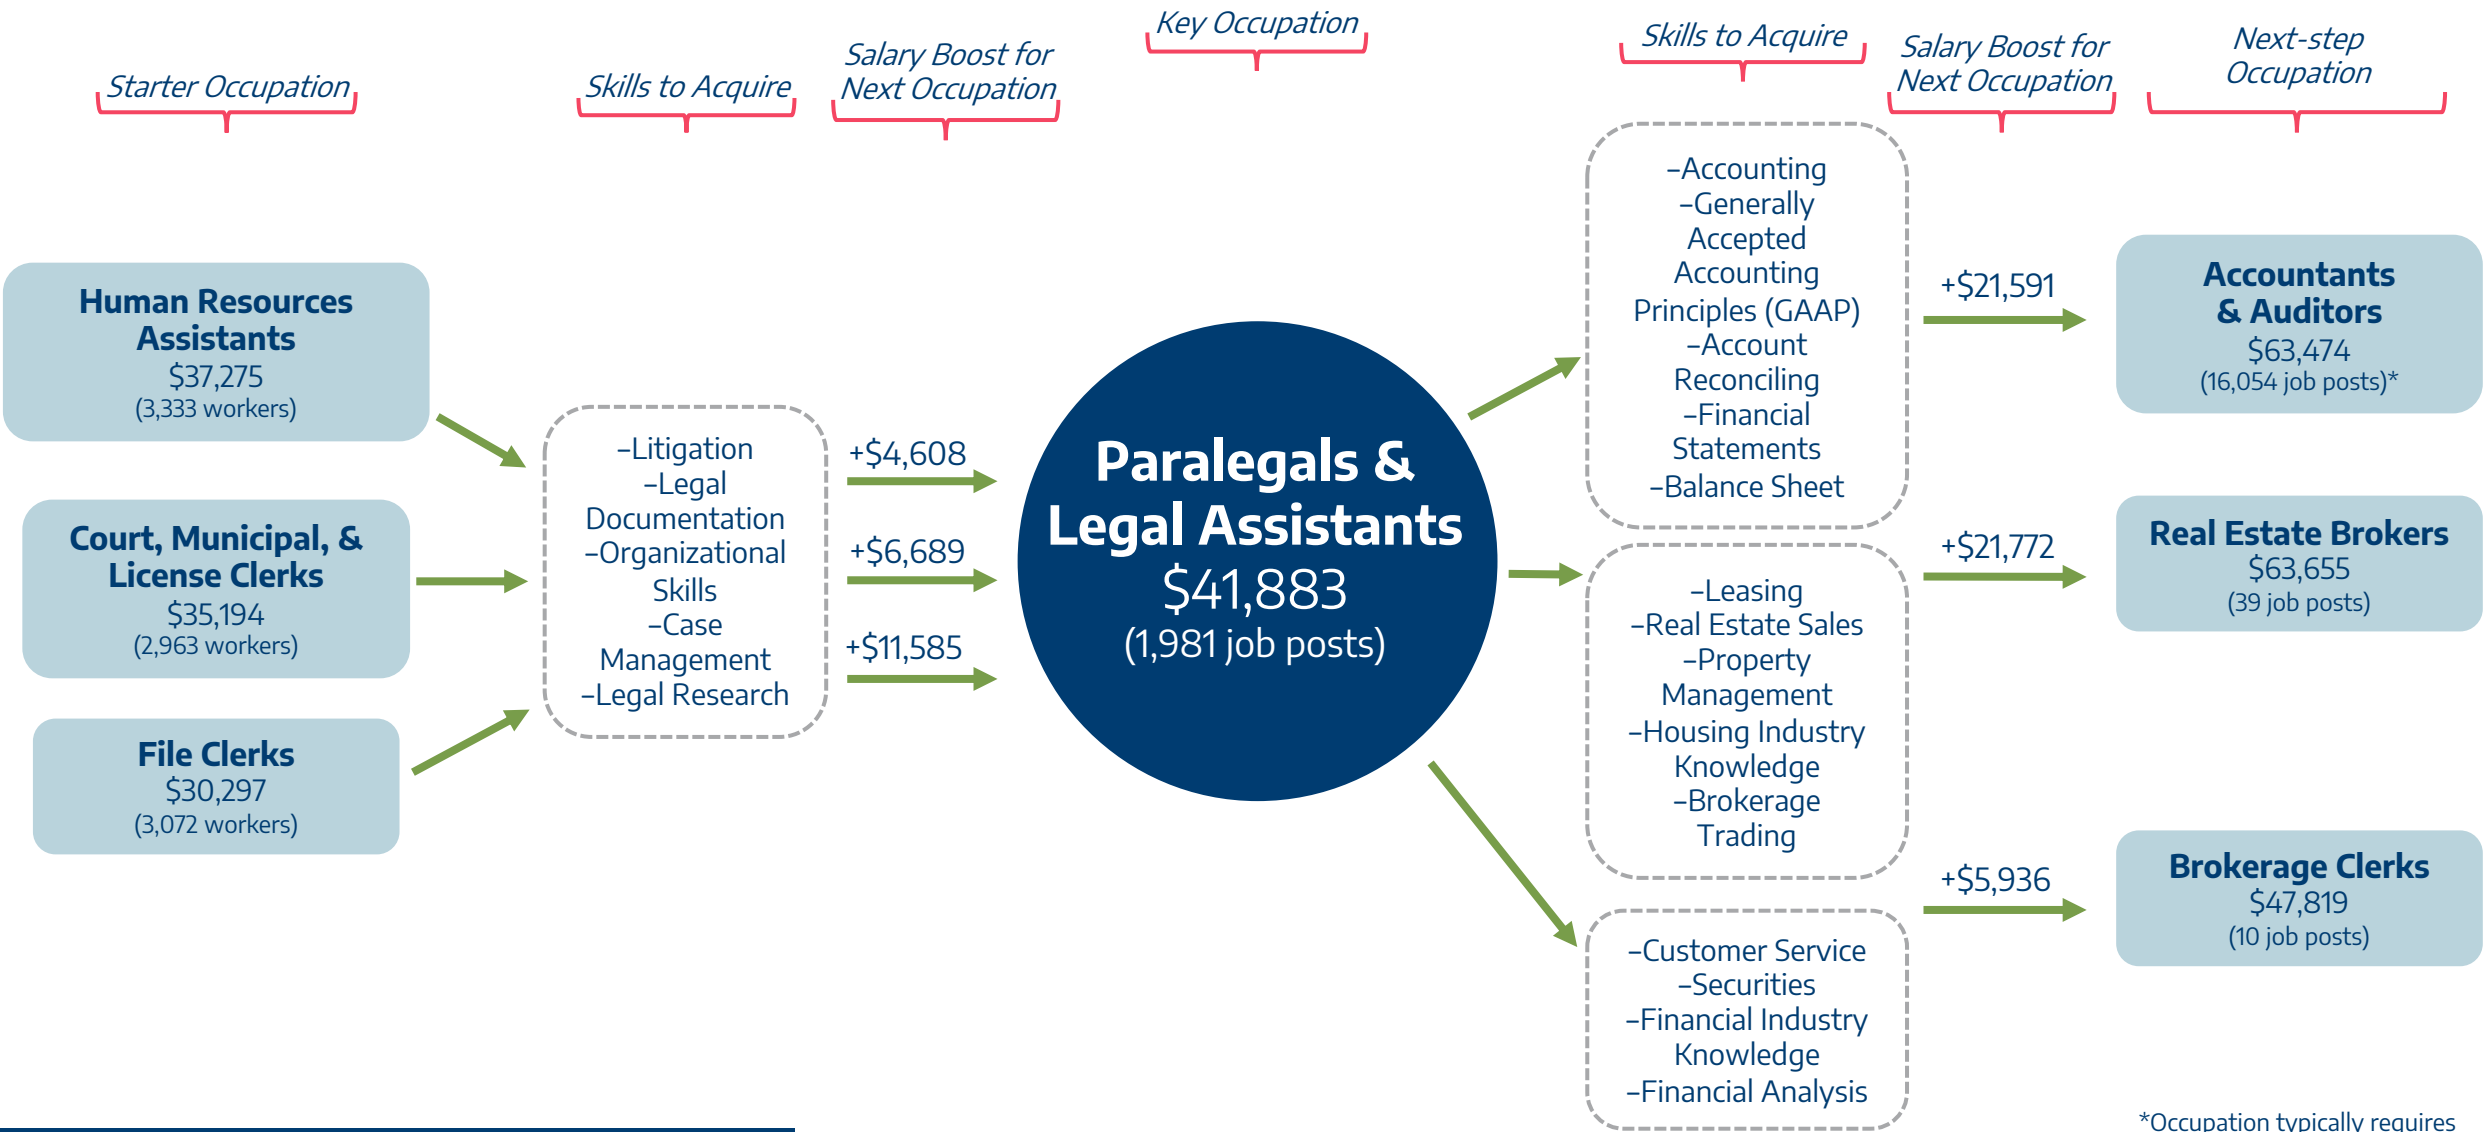 Starter Occupation
Skills to Acquire
Salary Boost for
Next Occupation
Key Occupation
Skills to Acquire
Salary Boost for
Next Occupation
Next-step
Occupation
Human Resources
Assistants
$37,275
(3,333 workers)
Court, Municipal, &
License Clerks
$35,194
(2,963 workers)
File Clerks
$30,297
(3,072 workers)
–Litigation
–Legal
Documentation
–Organizational
Skills
–Case
Management
–Legal Research
+$4,608
+$6,689
+$11,585
Paralegals &
Legal Assistants
$41,883
(1,981 job posts)
–Accounting
–Generally
Accepted
Accounting
Principles (GAAP)
–Account
Reconciling
–Financial
Statements
–Balance Sheet
–Leasing
–Real Estate Sales
–Property
Management
–Housing Industry
Knowledge
–Brokerage
Trading
–Customer Service
–Securities
–Financial Industry
Knowledge
–Financial Analysis
+$21,591
+$21,772
+$5,936
Accountants
& Auditors
$63,474
(16,054 job posts)*
Real Estate Brokers
$63,655
(39 job posts)
Brokerage Clerks
$47,819
(10 job posts)
*Occupation typically requires